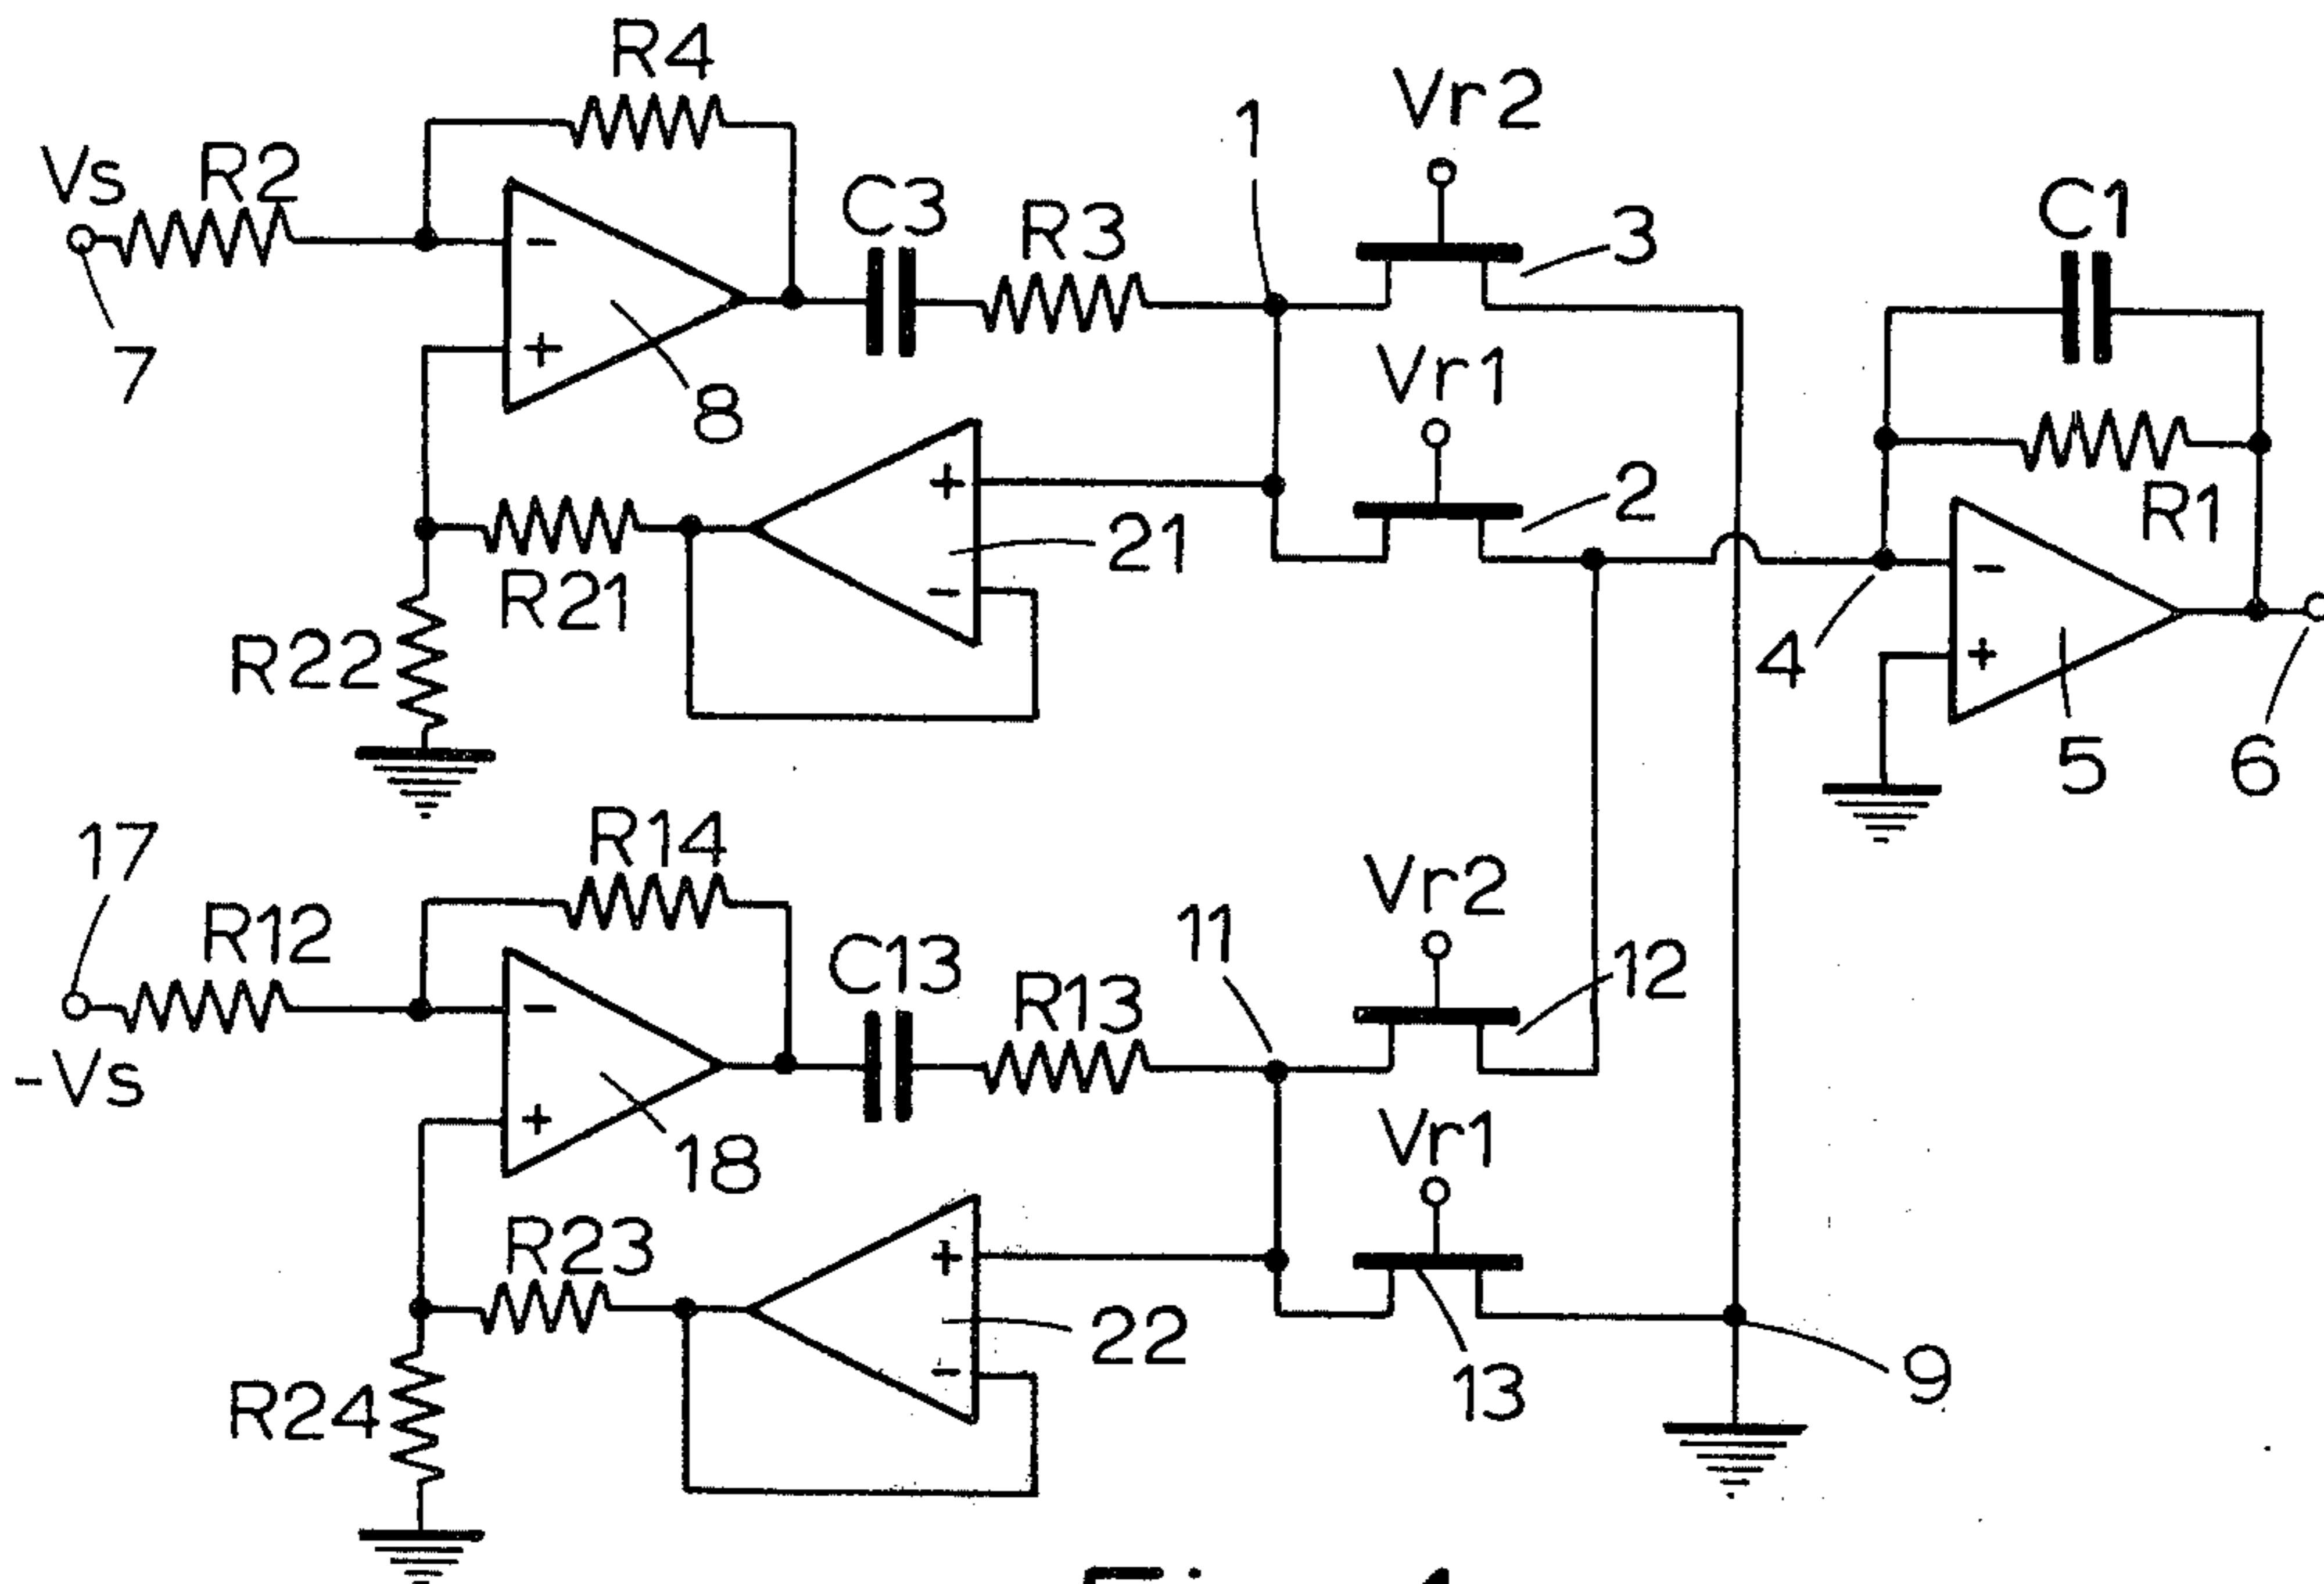 R4
Vs
R2
7
-
+
8
C3
R3
1
Vr2
3
Vr1
2
C1
R1
-
+
4
5
6
+
-
21
R21
R22
17
R14
R12
-Vs
-
+
18
C13
R13
11
Vr2
12
Vr1
13
9
+
-
22
R23
R24